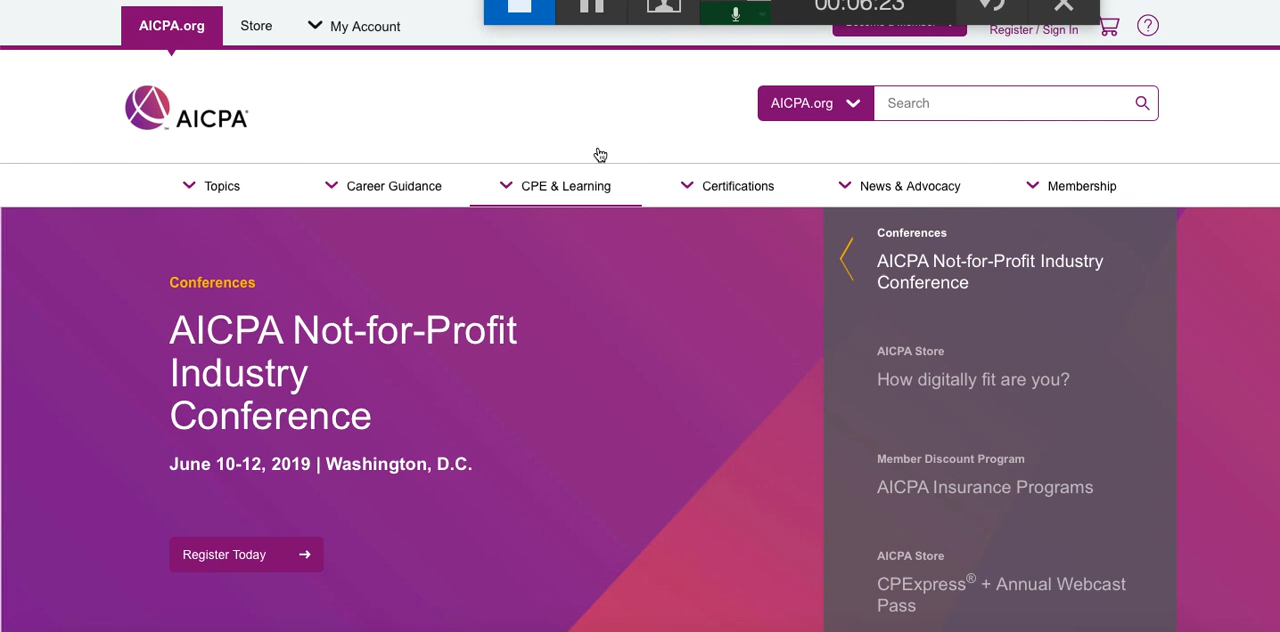 AICPA.org
Store
My Account
00:06:23
Become a Member
Register / Sign In
?
AICPA
AICPA.org
Search
Topics
Career Guidance
CPE & Learning
Certifications
News & Advocacy
Membership
Conferences
AICPA Not-for-Profit
Industry
Conference
June 10-12, 2019 | Washington, D.C.
Register Today
Conferences
AICPA Not-for-Profit Industry
Conference
AICPA Store
How digitally fit are you?
Member Discount Program
AICPA Insurance Programs
AICPA Store
CPExpress® + Annual Webcast
Pass